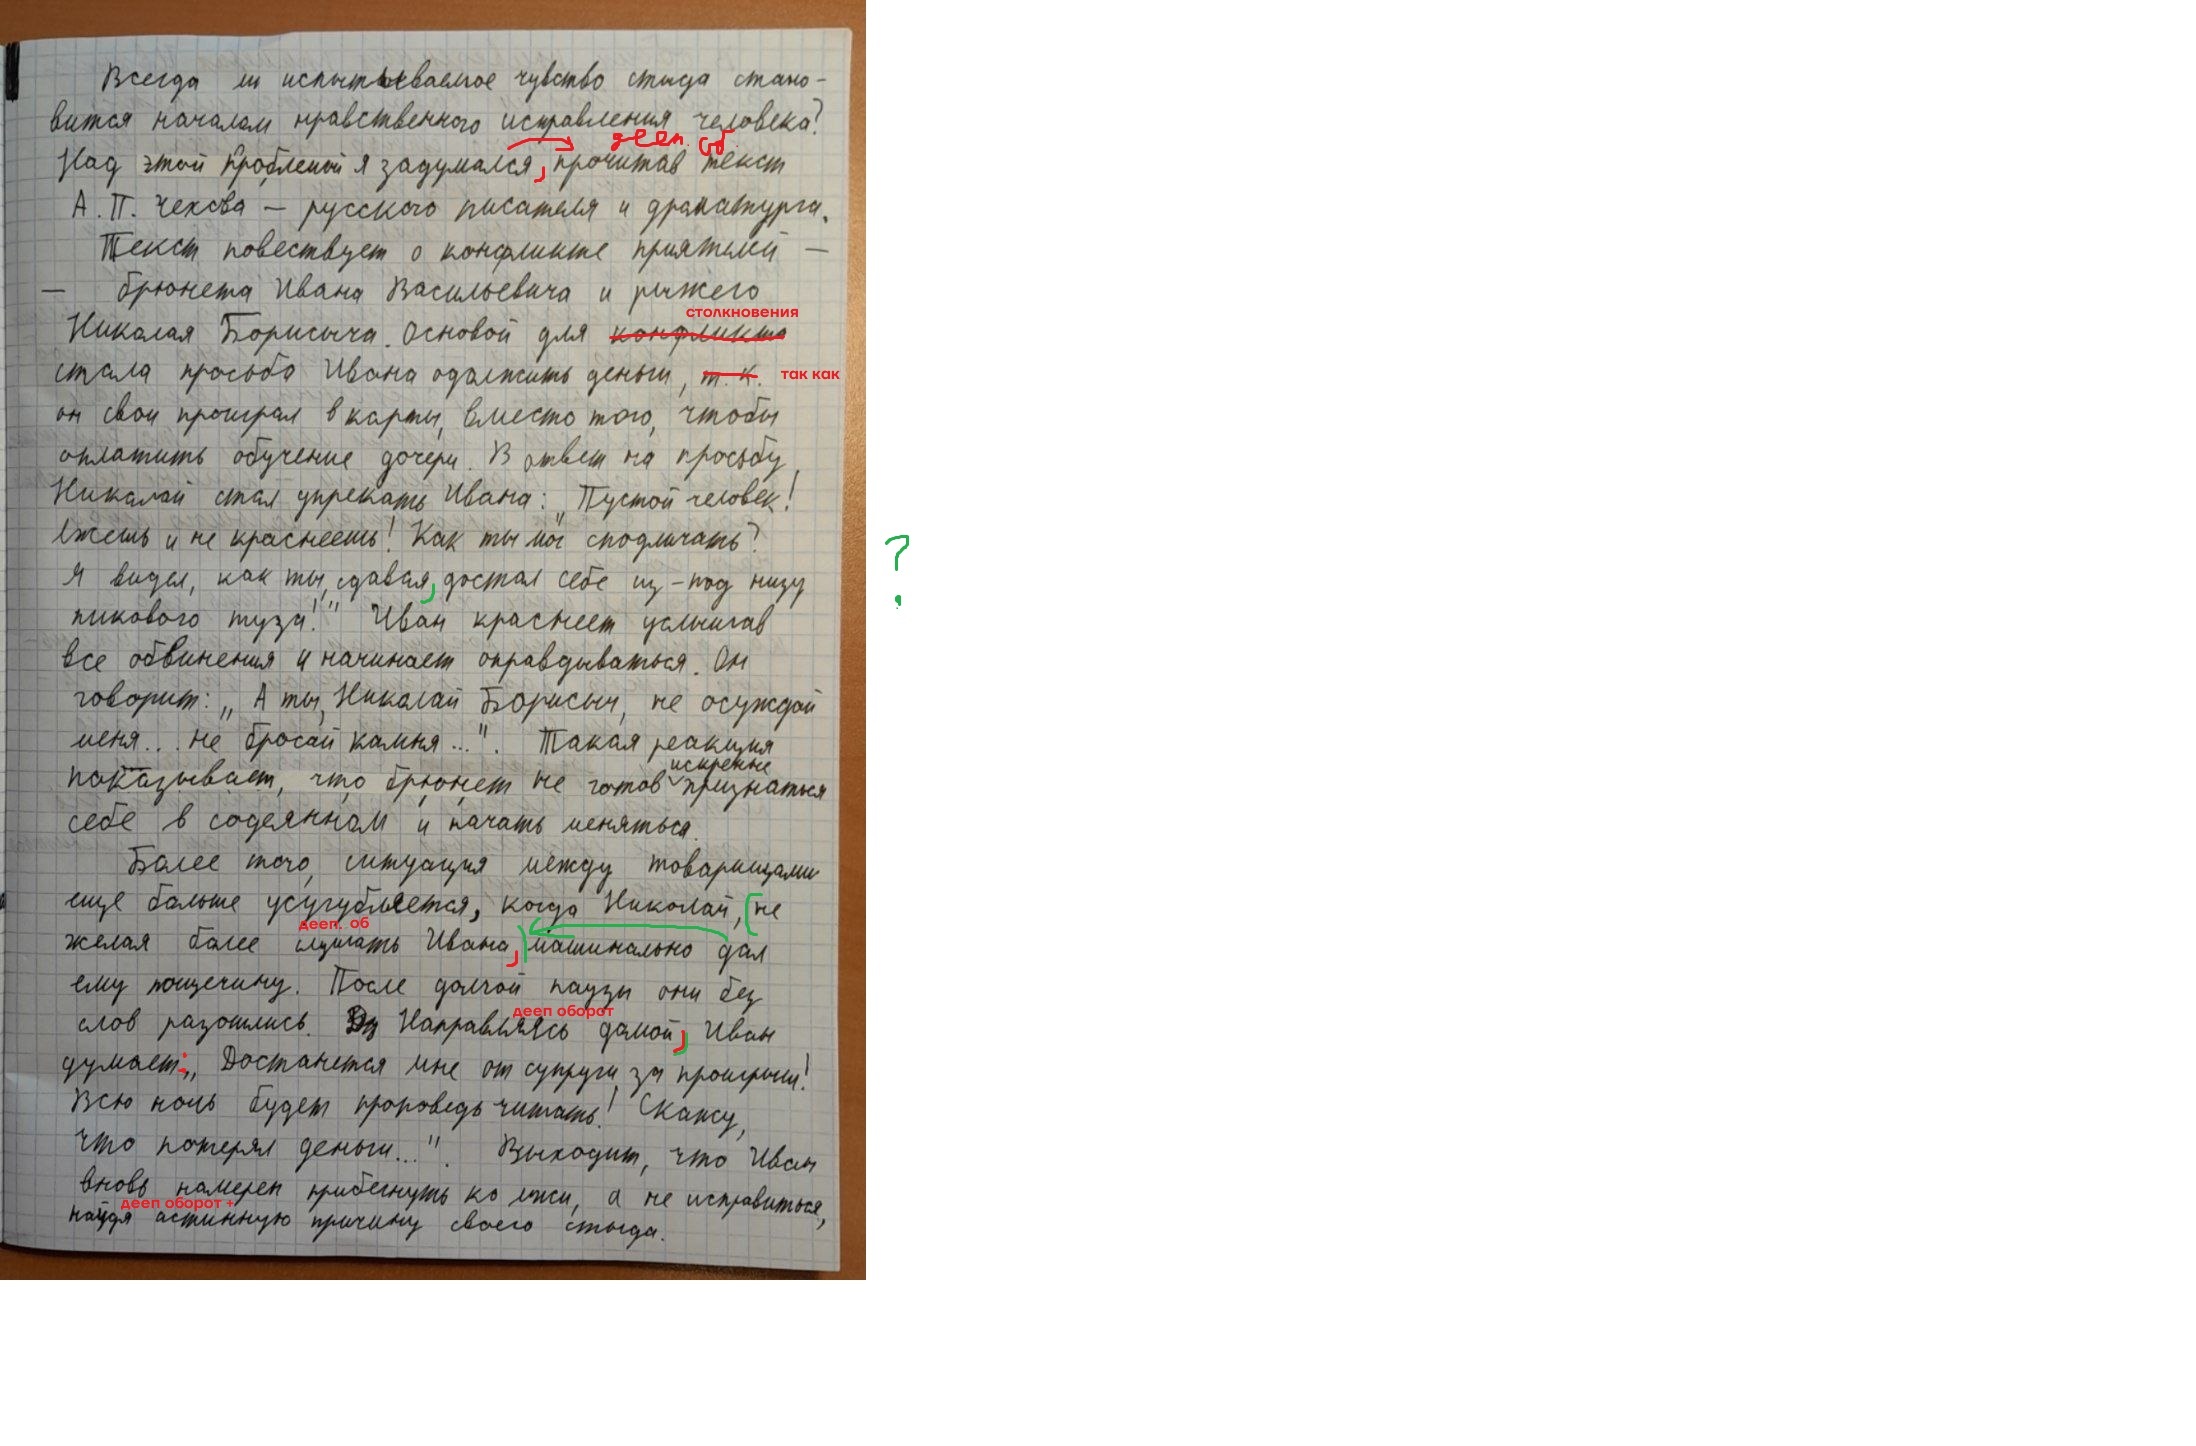 Всегда ли испытываемое чувство стыда стано-
вится началом нравственного исправления человека?
дееп. об.
Над этой проблемой я задумался, прочитав текст
А. П. Чехова — русского писателя и драматурга.
Текст повествует о конфликте приятелей —
— брюнета Ивана Васильевича и рыжего
столкновения
Николая Борисыча. Основой для конфликта
стала просьба Ивана одолжить деньги, т. к. так как
он свои проиграл в карты, вместо того, чтобы
оплатить обучение дочери. В ответ на просьбу
Николай стал упрекать Ивана: „Пустой человек!
Лжешь и не краснеешь! Как ты мог сподличать?
?
Я видел, как ты, сдавая, достал себе из-под низу
пикового туза!" Иван краснеет услышав
все обвинения и начинает оправдываться. Он
говорит: „А ты, Николай Борисыч, не осуждай
меня... не бросай камня...". Такая реакция
искренне
показывает, что брюнет не готов признаться
себе в содеянном и начать меняться.
Более того, ситуация между товарищами
еще больше усугубляется, когда Николай, не
дееп. об
желая более слушать Ивана, машинально дал
ему пощечину. После долгой паузы они без
дееп оборот
слов разошлись. Направляясь домой, Иван
думает: „Достанется мне от супруги за проигрыш!
Всю ночь будет проповедь читать! Скажу,
что потерял деньги...". Выходит, что Иван
вновь намерен прибегнуть ко лжи, а не исправиться,
дееп оборот +
найдя истинную причину своего стыда.